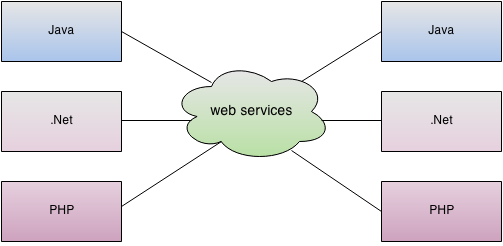 Java
Java
web services
.Net
.Net
PHP
PHP